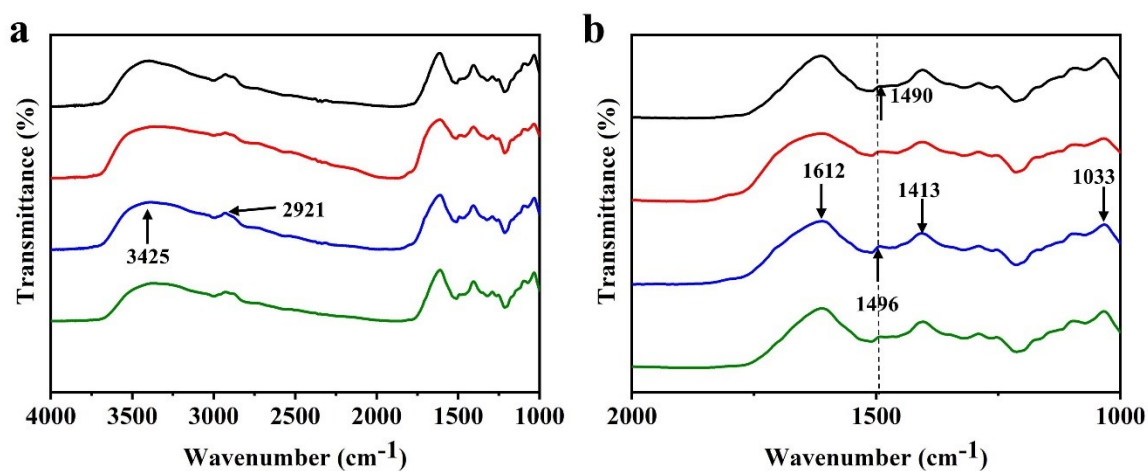 a
Transmittance (%)
3425
2921
4000 3500 3000 2500 2000 1500 1000
Wavenumber (cm-1)
b
Transmittance (%)
1490
1612
1413
1033
1496
2000 1500 1000
Wavenumber (cm-1)